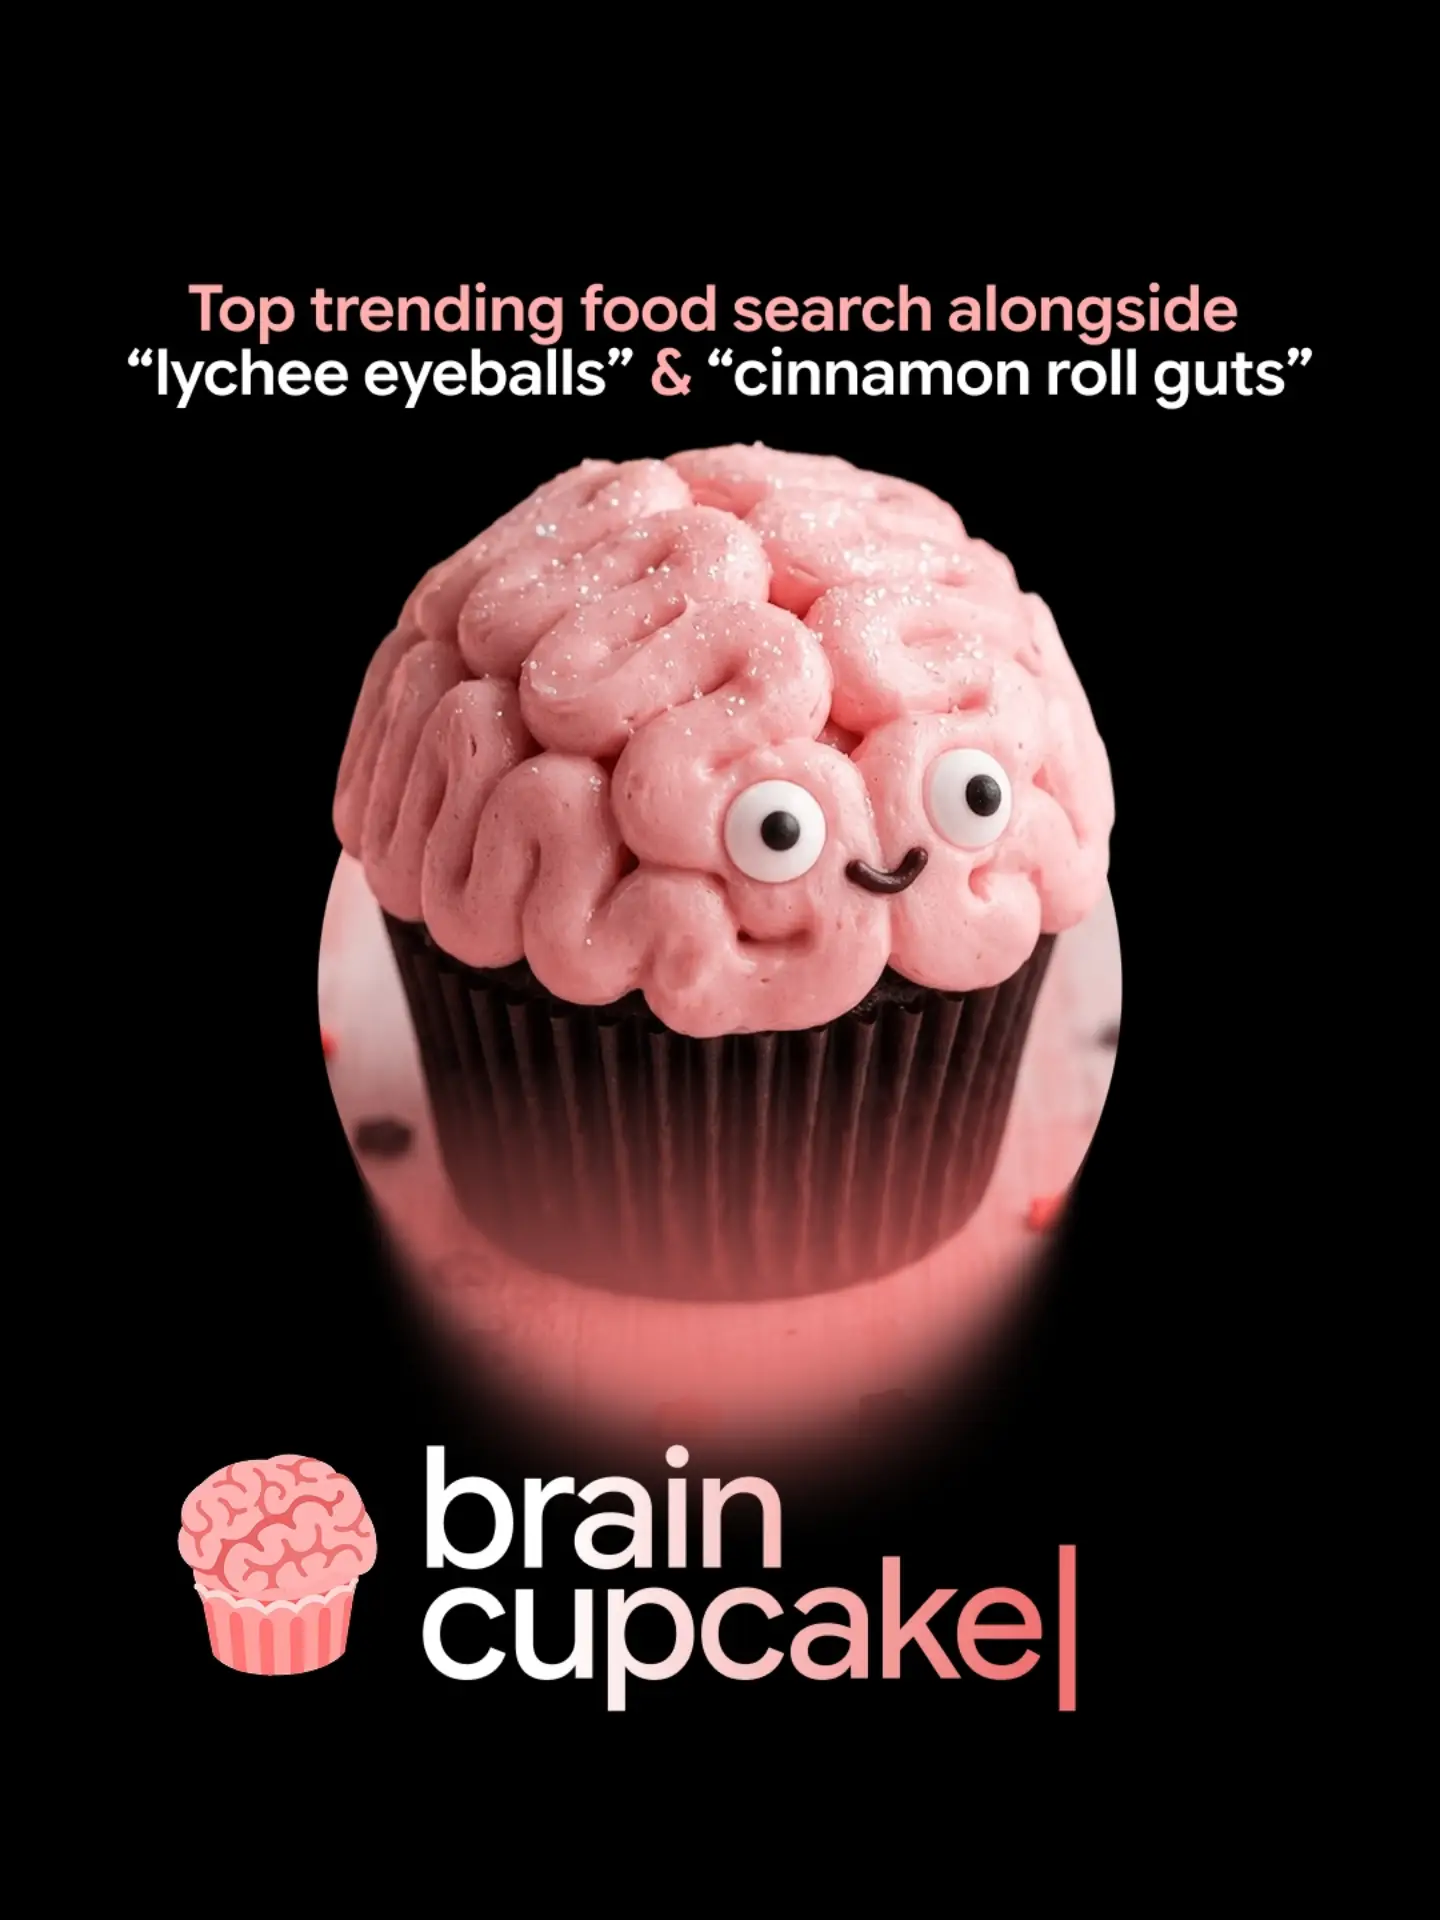 Top trending food search alongside
“lychee eyeballs” & “cinnamon roll guts”
brain
cupcake